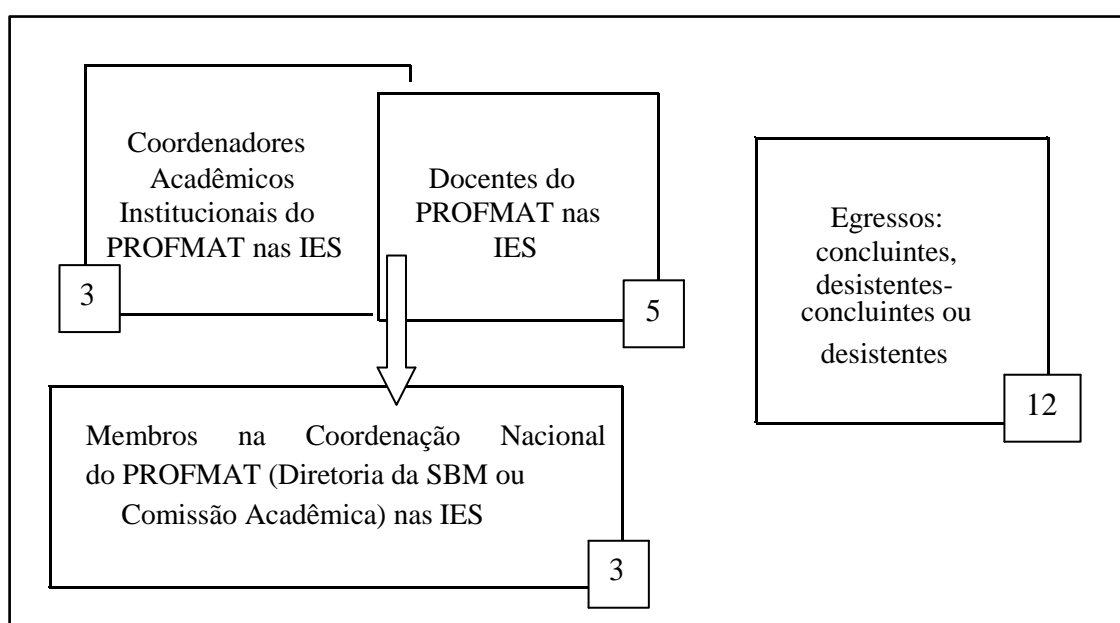 Coordenadores
Acadêmicos
Institucionais do
PROFMAT nas IES
3
Docentes do
PROFMAT nas
IES
5
Egressos:
concluintes,
desistentes-
concluintes ou
desistentes
12
Membros na Coordenação Nacional
do PROFMAT (Diretoria da SBM ou
Comissão Acadêmica) nas IES
3